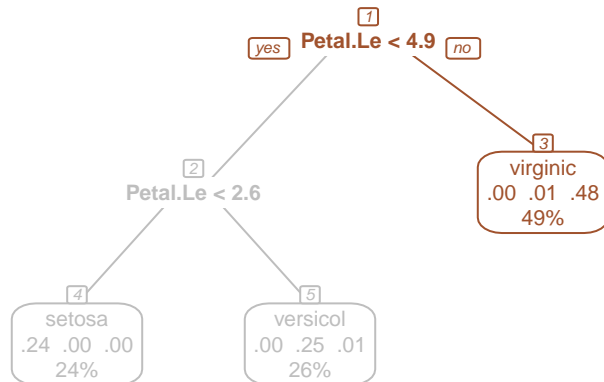 1
yes Petal.Le < 4.9 no
3
virginic
.00 .01 .48
49%
2
Petal.Le < 2.6
4
setosa
.24 .00 .00
24%
5
versicol
.00 .25 .01
26%